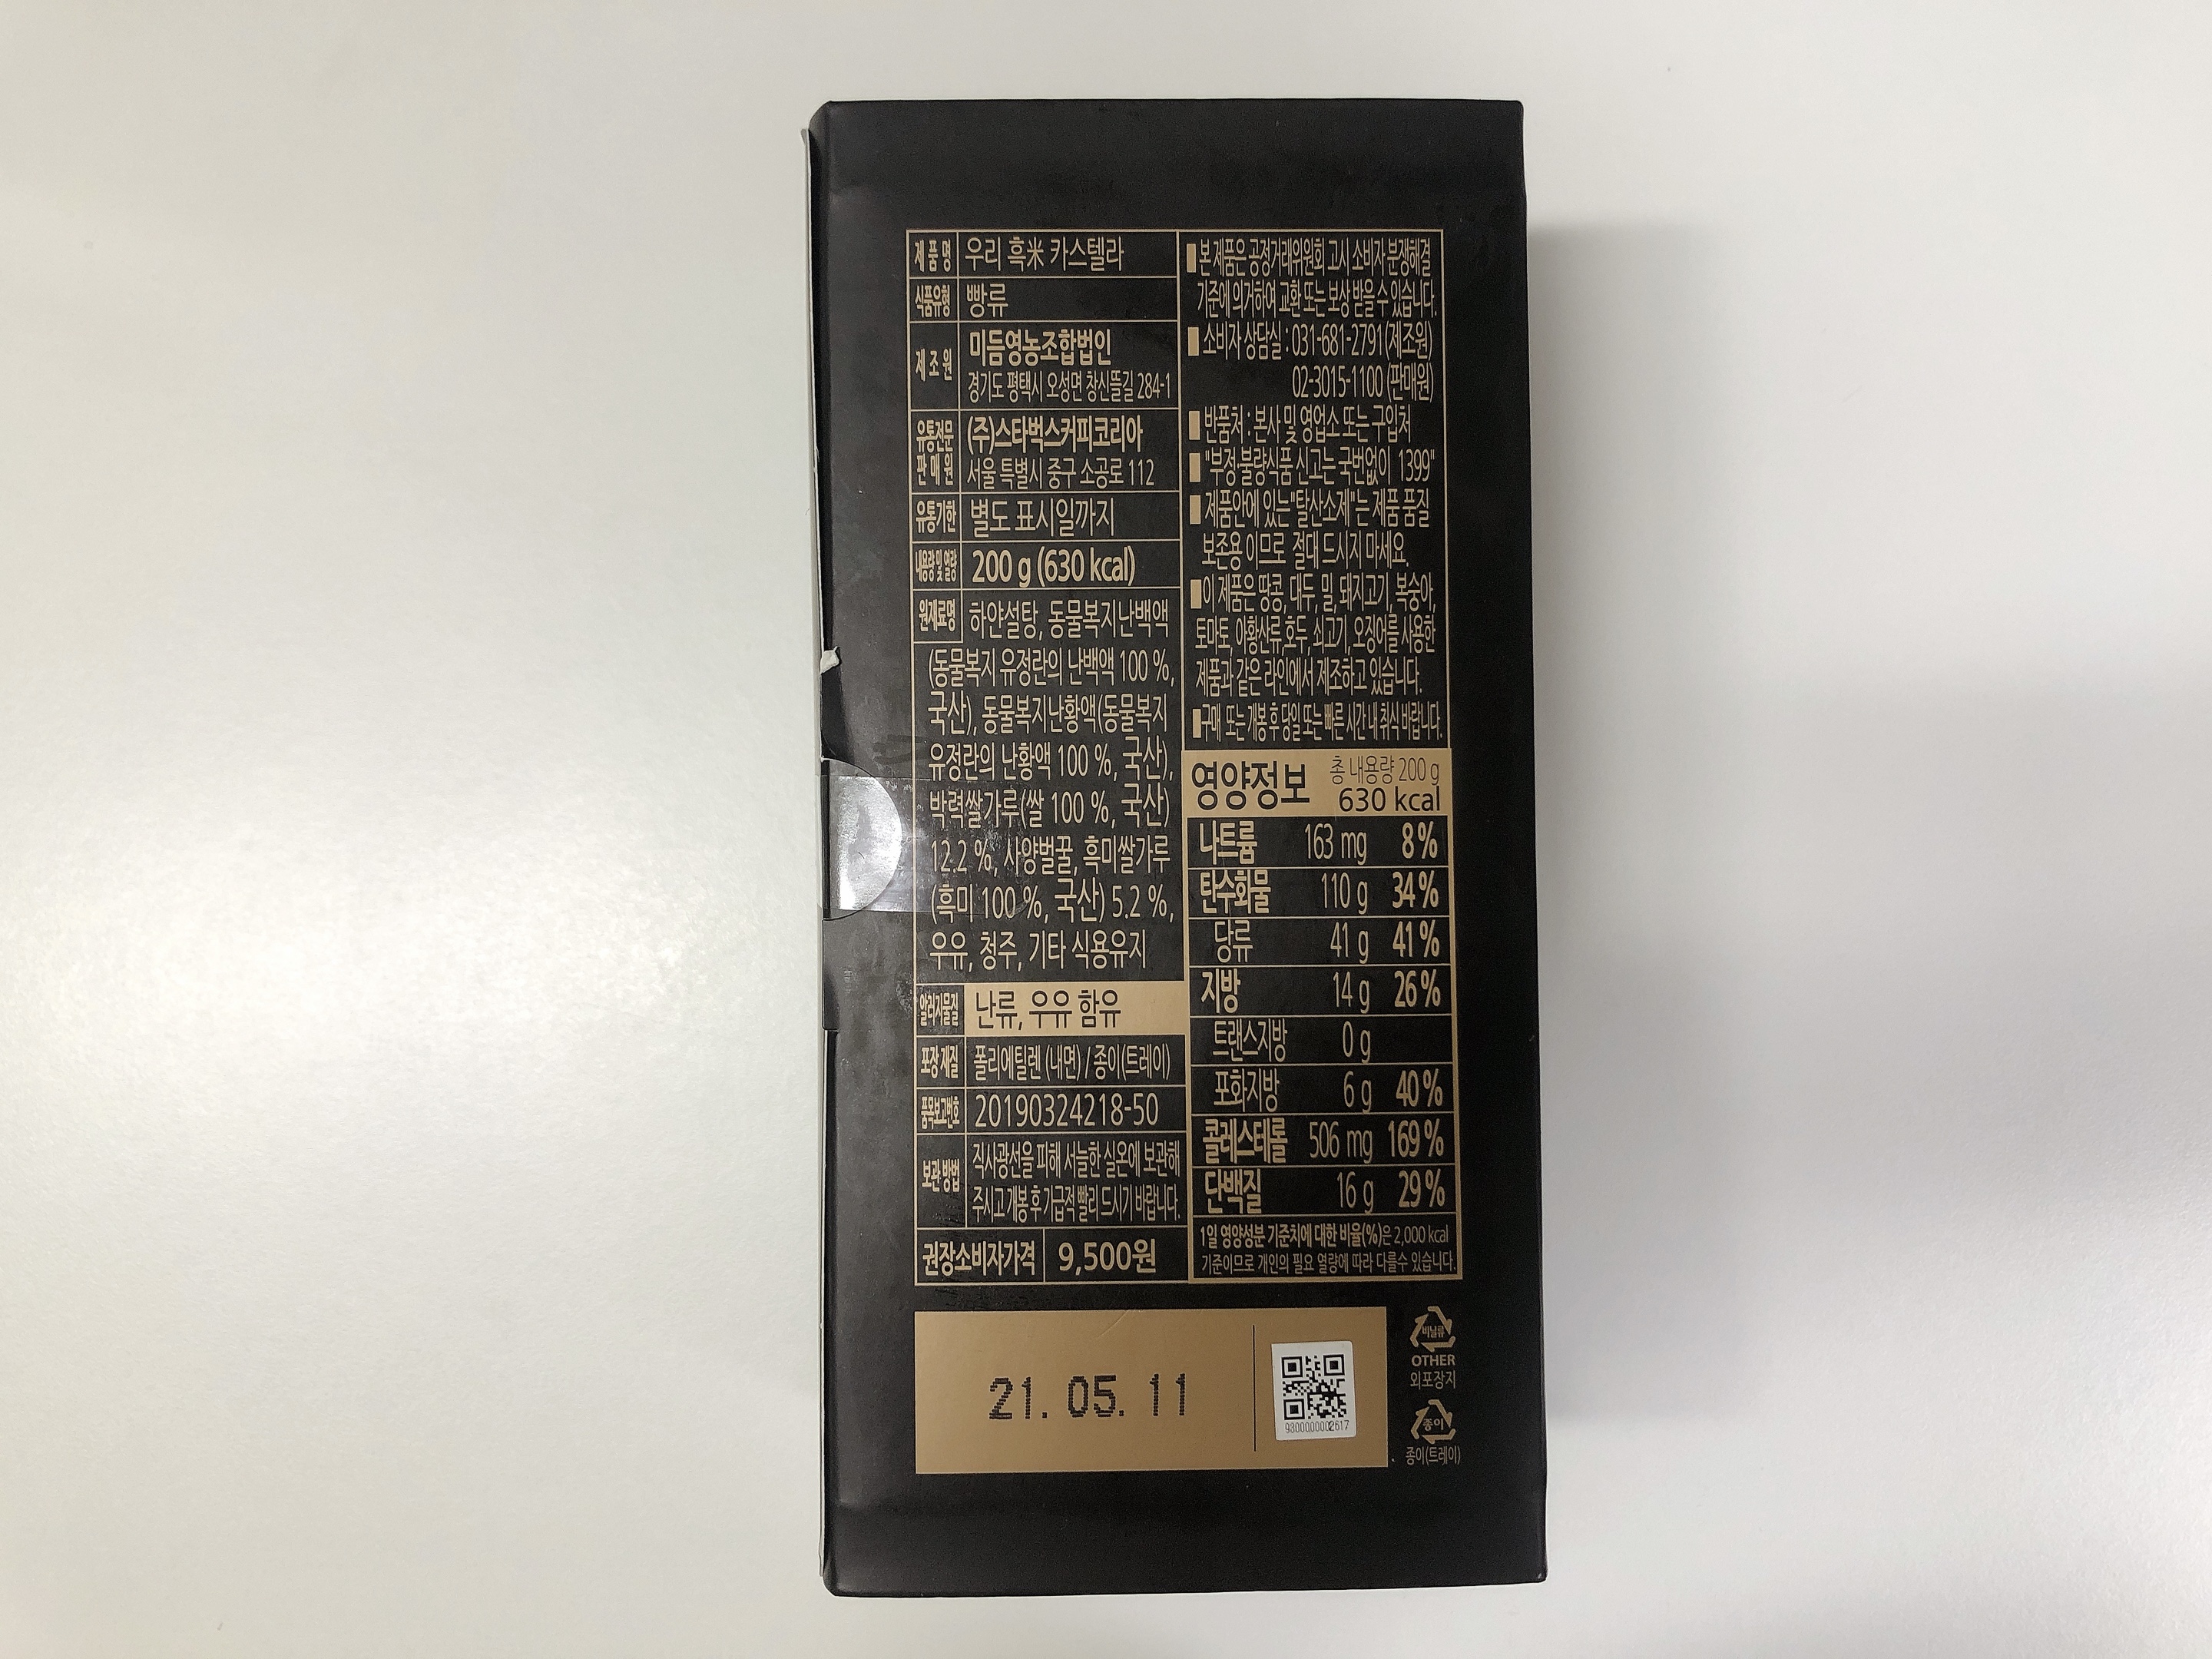 제품명 우리 흑米 카스텔라
식품유형 빵류
제조원 미듬영농조합법인
경기도 평택시 오성면 창신뜰길 284-1
유통전문 (주)스타벅스커피코리아
판매원 서울 특별시 중구 소공로 112
유통기한 별도 표시일까지
내용량 및 열량 200 g (630 kcal)
원재료명 하얀설탕, 동물복지난백액
(동물복지 유정란의 난백액 100 %,
국산), 동물복지난황액(동물복지
유정란의 난황액 100 %, 국산),
박력쌀가루(쌀 100 %, 국산)
12.2 %, 사양벌꿀, 흑미쌀가루
(흑미 100 %, 국산) 5.2 %,
우유, 청주, 기타 식용유지
알러지물질 난류, 우유 함유
포장재질 폴리에틸렌 (내면) / 종이(트레이)
품목보고번호 20190324218-50
보관방법 직사광선을 피해 서늘한 실온에 보관해
주시고 개봉 후 기급적 빨리 드시기 바랍니다.
권장소비자가격 9,500원
본 제품은 공정거래위원회 고시 소비자 분쟁해결
기준에 의거하여 교환 또는 보상 받을 수 있습니다.
소비자 상담실 : 031-681-2791(제조원)
02-3015-1100 (판매원)
반품처 : 본사 및 영업소 또는 구입처
"부정·불량식품 신고는 국번없이 1399"
제품안에 있는 "탈산소제"는 제품 품질
보존용 이므로 절대 드시지 마세요.
이 제품은 땅콩, 대두, 밀, 돼지고기, 복숭아,
토마토, 아황산류, 호두, 쇠고기, 오징어를 사용한
제품과 같은 라인에서 제조하고 있습니다.
구매 또는 개봉 후 당일 또는 빠른 시간 내 취식 바랍니다.
영양정보 총 내용량 200 g
630 kcal
나트륨 163 mg 8 %
탄수화물 110 g 34 %
당류 41 g 41 %
지방 14 g 26 %
트랜스지방 0 g
포화지방 6 g 40 %
콜레스테롤 506 mg 169 %
단백질 16 g 29 %
1일 영양성분 기준치에 대한 비율(%)은 2,000 kcal
기준이므로 개인의 필요 열량에 따라 다를수 있습니다.
21. 05. 11
9300000002617
비닐류
OTHER
외포장지
종이
종이(트레이)